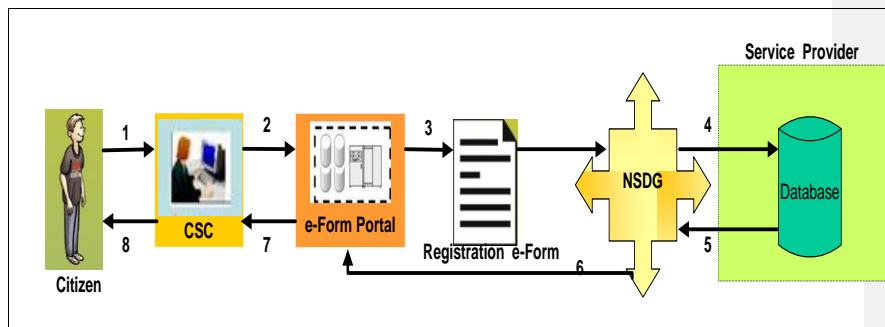 Service Provider
1
2
3
4
NSDG
Database
CSC
e-Form Portal
5
8
7
Registration e-Form
6
Citizen